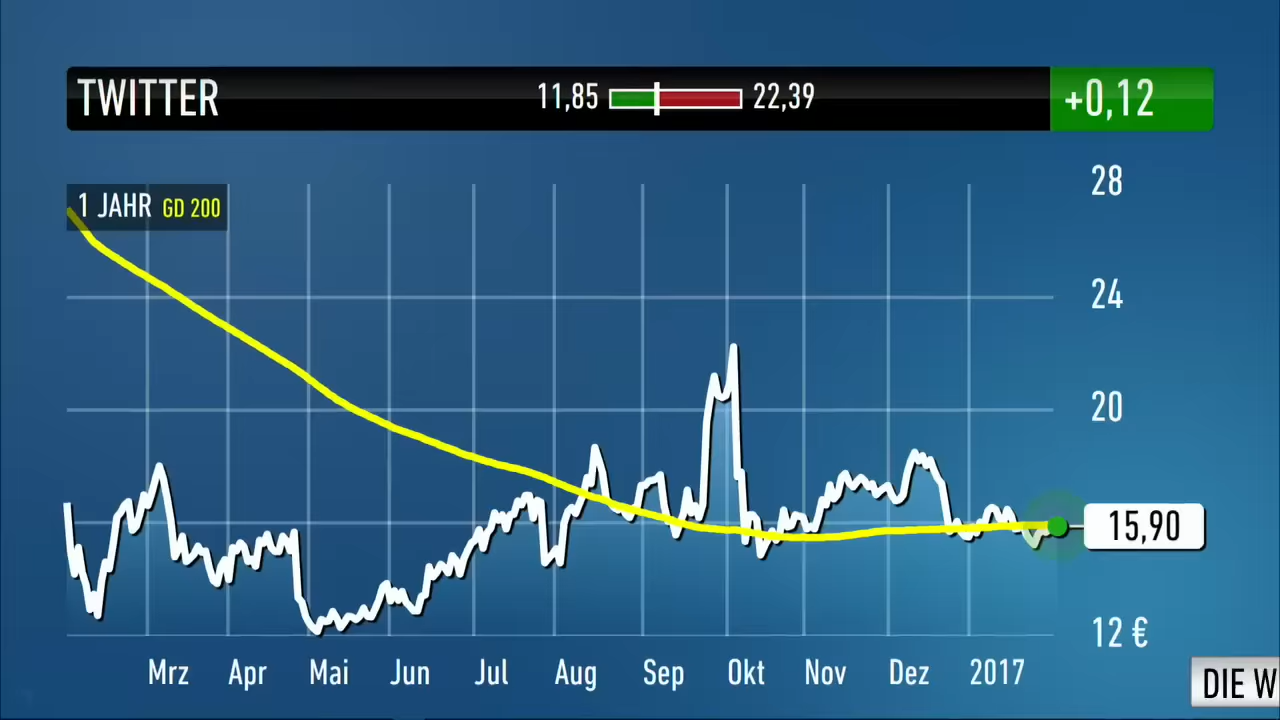 TWITTER 11,85 22,39 +0,12
1 JAHR GD 200
28
24
20
15,90
12 €
Mrz Apr Mai Jun Jul Aug Sep Okt Nov Dez 2017
DIE W